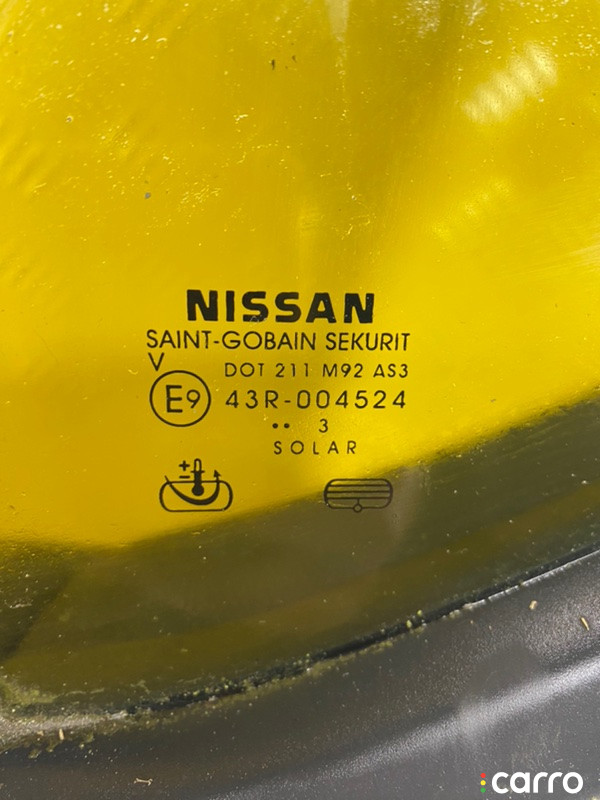 NISSAN
SAINT-GOBAIN SEKURIT
V
DOT 211 M92 AS3
E9 43R-004524
•• 3
SOLAR
carro